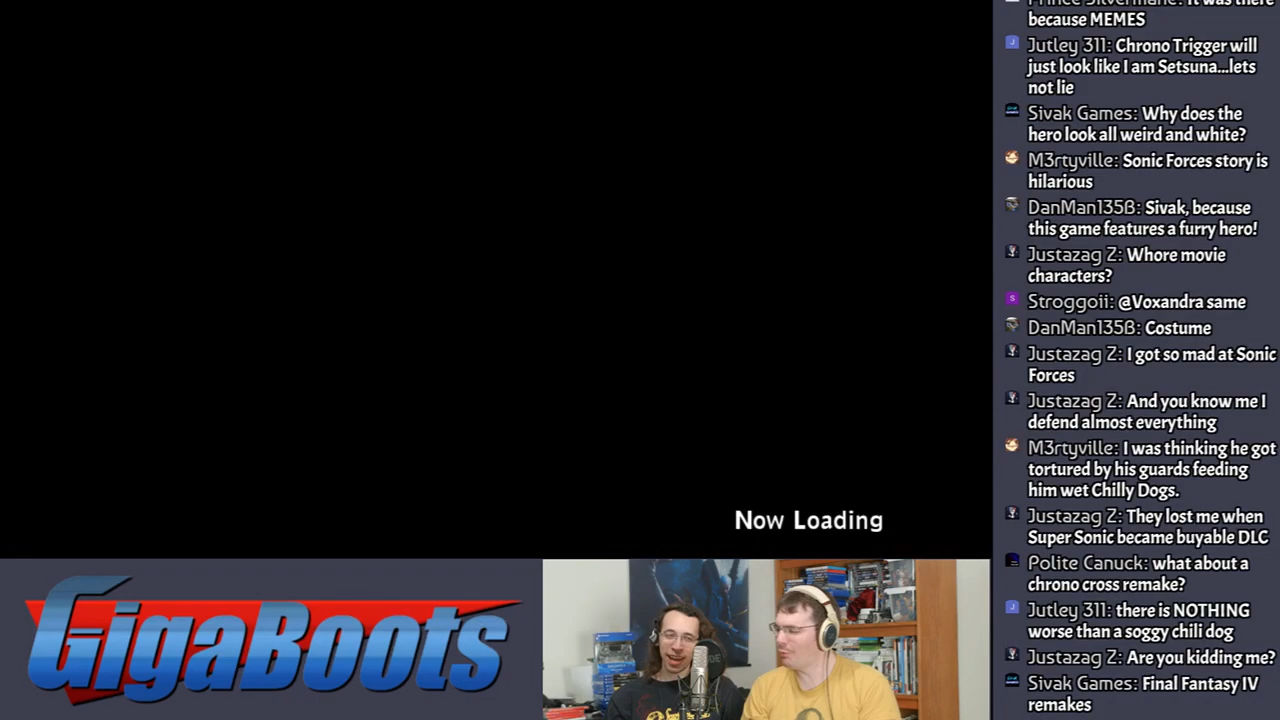 Prince Silvermane: It was there
because MEMES
Jutley 311: Chrono Trigger will
just look like I am Setsuna...lets
not lie
Sivak Games: Why does the
hero look all weird and white?
M3rtyville: Sonic Forces story is
hilarious
DanMan135B: Sivak, because
this game features a furry hero!
Justazag Z: Whore movie
characters?
Stroggoii: @Voxandra same
DanMan135B: Costume
Justazag Z: I got so mad at Sonic
Forces
Justazag Z: And you know me I
defend almost everything
M3rtyville: I was thinking he got
tortured by his guards feeding
him wet Chilly Dogs.
Justazag Z: They lost me when
Super Sonic became buyable DLC
Polite Canuck: what about a
chrono cross remake?
Jutley 311: there is NOTHING
worse than a soggy chili dog
Justazag Z: Are you kidding me?
Sivak Games: Final Fantasy IV
remakes
Now Loading
GigaBoots